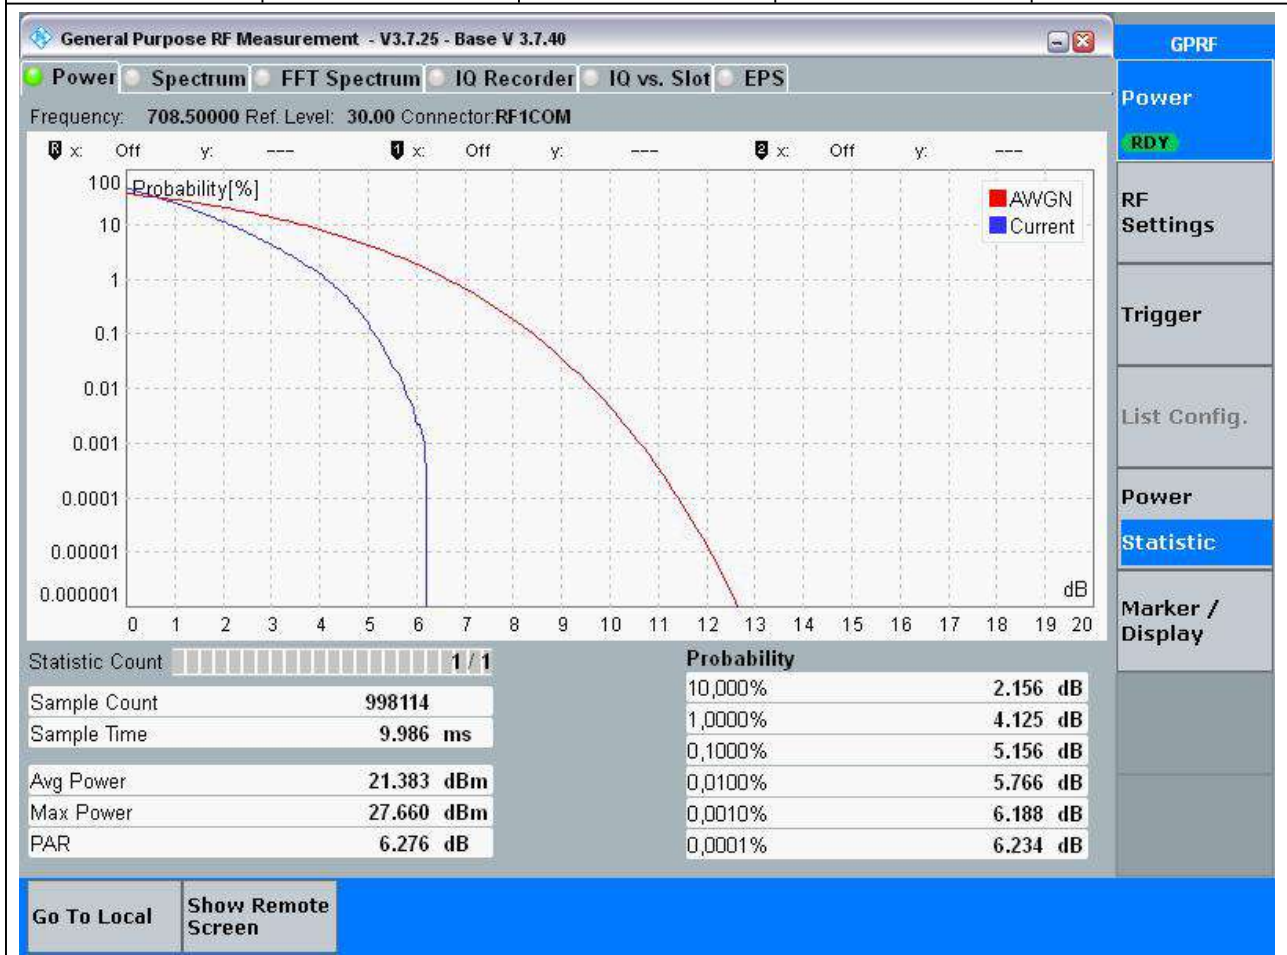 General Purpose RF Measurement - V3.7.25 - Base V 3.7.40
GPRF
Power Spectrum FFT Spectrum IQ Recorder IQ vs. Slot EPS
Frequency: 708.50000 Ref. Level: 30.00 Connector:RF1COM
Power
RDY
R x: Off y: --- 1 x: Off y: --- 2 x: Off y: ---
Probability[%]
AWGN
Current
100
10
1
0.1
0.01
0.001
0.0001
0.00001
0.000001
dB
0 1 2 3 4 5 6 7 8 9 10 11 12 13 14 15 16 17 18 19 20
RF
Settings
Trigger
List Config.
Power
Statistic
Marker /
Display
Statistic Count 1 / 1
Sample Count 998114
Sample Time 9.986 ms
Avg Power 21.383 dBm
Max Power 27.660 dBm
PAR 6.276 dB
Probability
10,000% 2.156 dB
1,0000% 4.125 dB
0,1000% 5.156 dB
0,0100% 5.766 dB
0,0010% 6.188 dB
0,0001% 6.234 dB
Go To Local
Show Remote
Screen